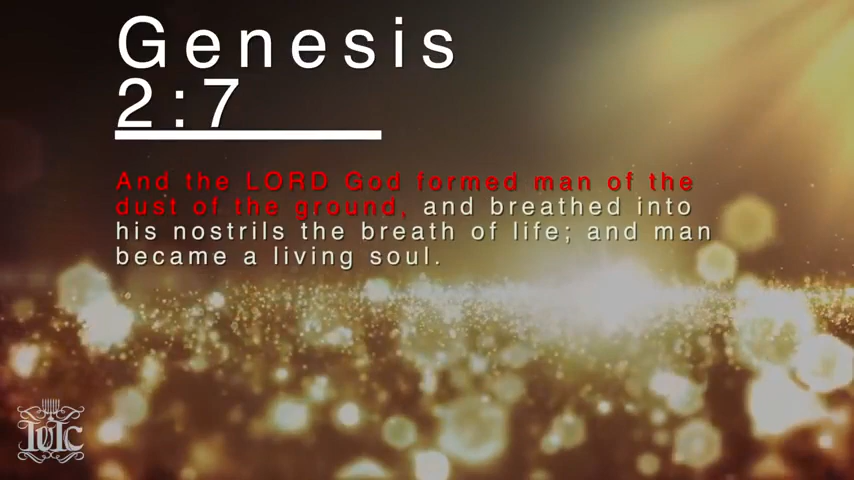 Genesis
2:7
And the LORD God formed man of the
dust of the ground, and breathed into
his nostrils the breath of life; and man
became a living soul.
IUIC